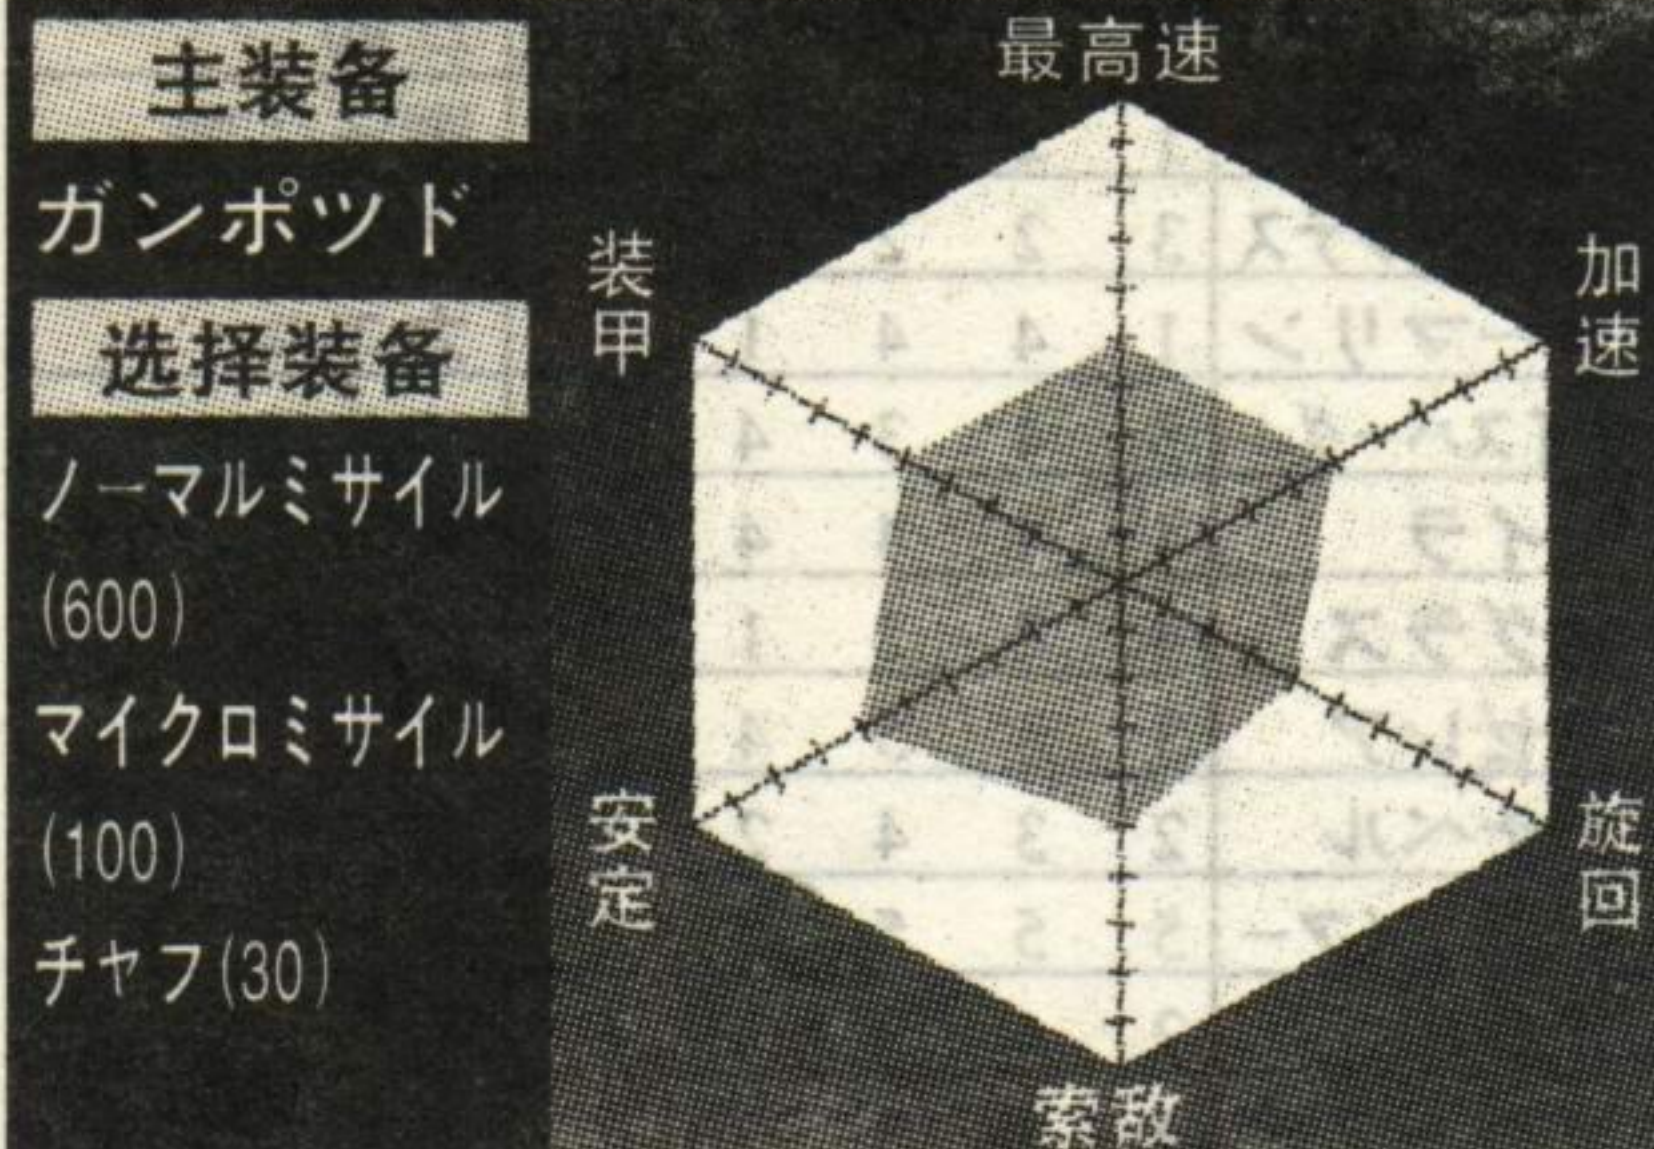 主装备
ガンポツド
选择装备
ノーマルミサイル
(600)
マイクロミサイル
(100)
チャフ(30)
最高速
加速
旋回
索敌
安定
装甲